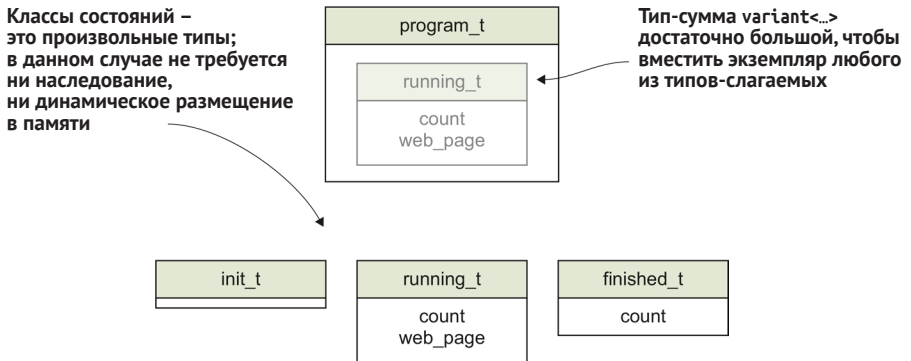 Классы состояний –
это произвольные типы;
в данном случае не требуется
ни наследование,
ни динамическое размещение
в памяти
program_t
running_t
count
web_page
Тип-сумма variant<…>
достаточно большой, чтобы
вместить экземпляр любого
из типов-слагаемых
init_t
running_t
count
web_page
finished_t
count